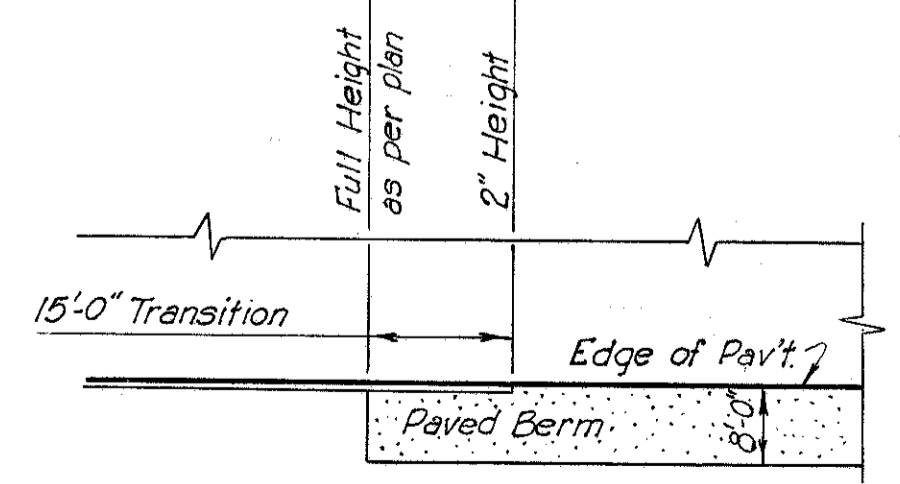 Full Height
as per plan
2" Height
15'-0" Transition
Edge of Pav't.
Paved Berm
8'-0"